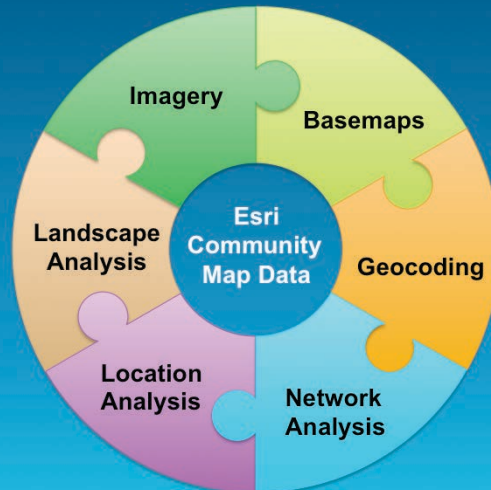 Imagery
Basemaps
Esri
Community
Map Data
Landscape
Analysis
Geocoding
Location
Analysis
Network
Analysis